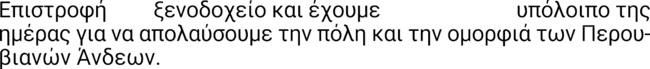 Επιστροφή ξενοδοχείο και έχουμε υπόλοιπο της
ημέρας για να απολαύσουμε την πόλη και την ομορφιά των Περου-
βιανών Άνδεων.